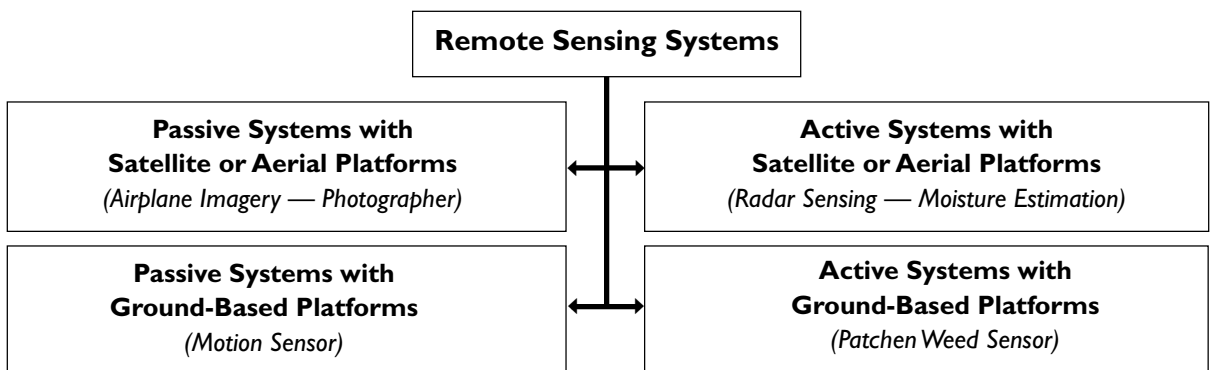 Remote Sensing Systems
Passive Systems with
Satellite or Aerial Platforms
(Airplane Imagery — Photographer)
Active Systems with
Satellite or Aerial Platforms
(Radar Sensing — Moisture Estimation)
Passive Systems with
Ground-Based Platforms
(Motion Sensor)
Active Systems with
Ground-Based Platforms
(Patchen Weed Sensor)